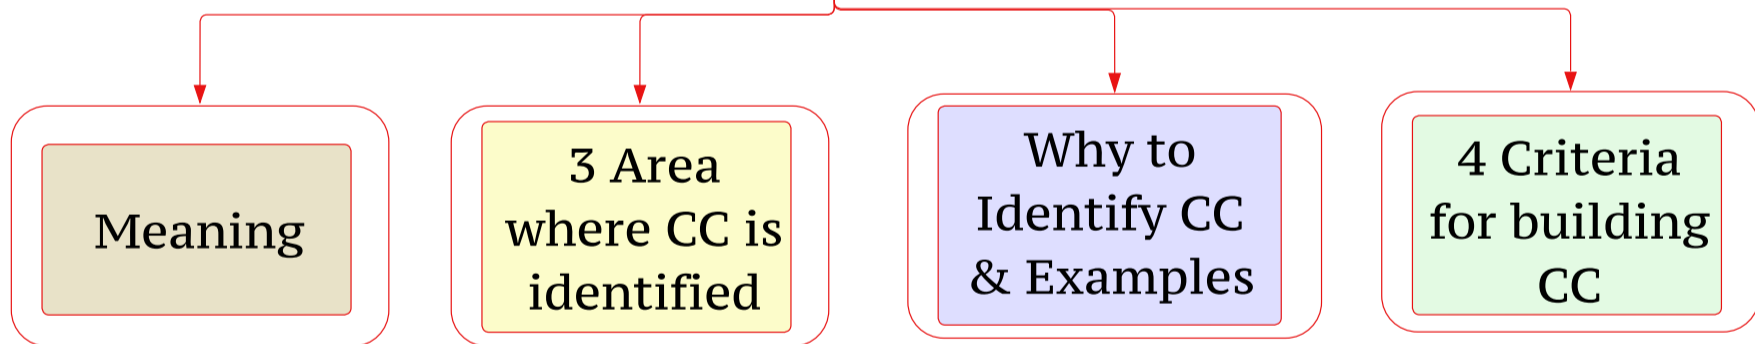 Meaning
3 Area
where CC is
identified
Why to
Identify CC
& Examples
4 Criteria
for building
CC